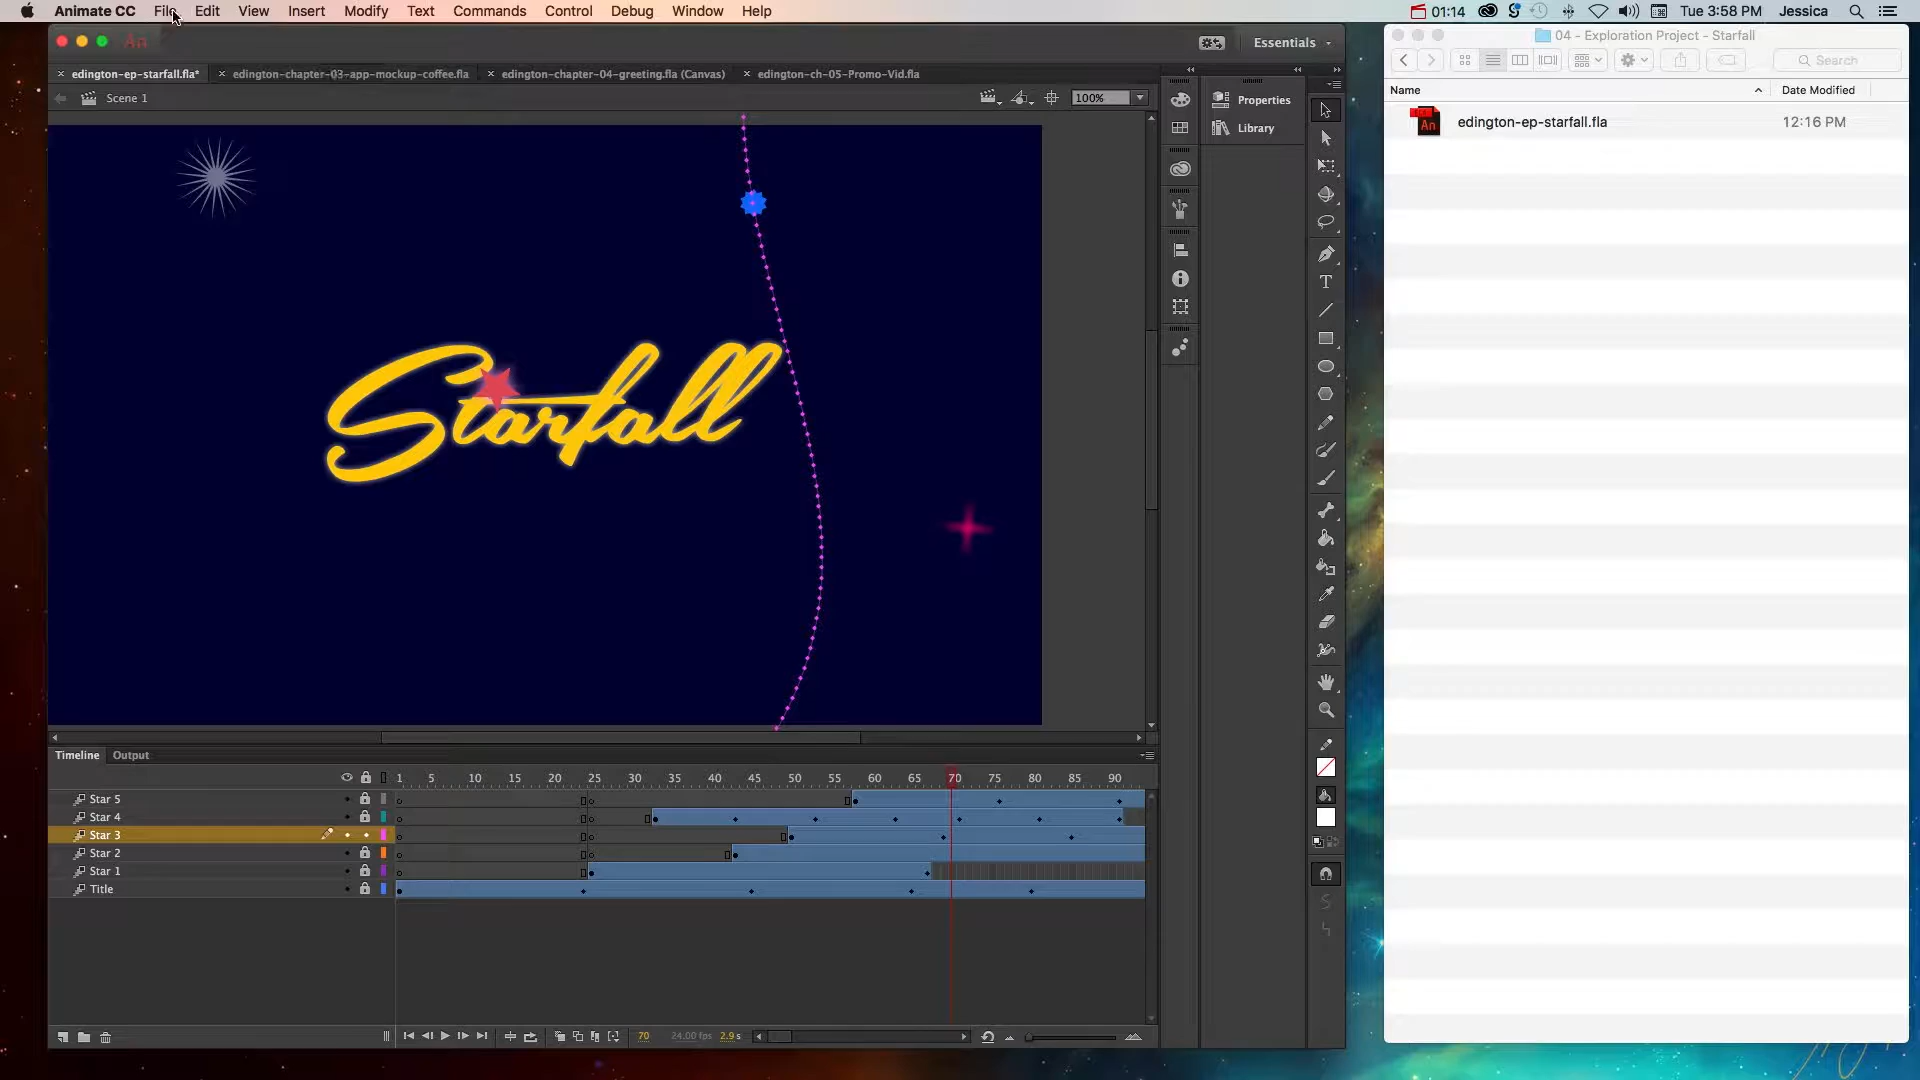 Animate CC File Edit View Insert Modify Text Commands Control Debug Window Help 01:14 Tue 3:58 PM Jessica
An Essentials
edington-ep-starfall.fla* edington-chapter-03-app-mockup-coffee.fla edington-chapter-04-greeting.fla (Canvas) edington-ch-05-Promo-Vid.fla
Scene 1 100%
Properties
Library
Starfall
Timeline Output
1 5 10 15 20 25 30 35 40 45 50 55 60 65 70 75 80 85 90
Star 5
Star 4
Star 3
Star 2
Star 1
Title
70 24.00 fps 2.9 s
04 - Exploration Project - Starfall
Search
Name Date Modified
An edington-ep-starfall.fla 12:16 PM